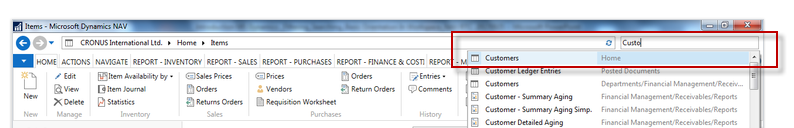 Items - Microsoft Dynamics NAV
CRONUS International Ltd. Home Items
Custo
HOME ACTIONS NAVIGATE REPORT - INVENTORY REPORT - SALES REPORT - PURCHASES REPORT - FINANCE & COSTI
New
New
Edit
View
Delete
Manage
Item Availability by
Item Journal
Statistics
Inventory
Sales Prices
Orders
Returns Orders
Sales
Prices
Vendors
Requisition Worksheet
Orders
Return Orders
Purchases
Entries
Comments
History
Customers Home
Customer Ledger Entries Posted Documents
Customers Departments/Financial Management/Receivables
Customer - Summary Aging Financial Management/Receivables/Reports
Customer - Summary Aging Simp. Financial Management/Receivables/Reports
Customer Detailed Aging Financial Management/Receivables/Reports